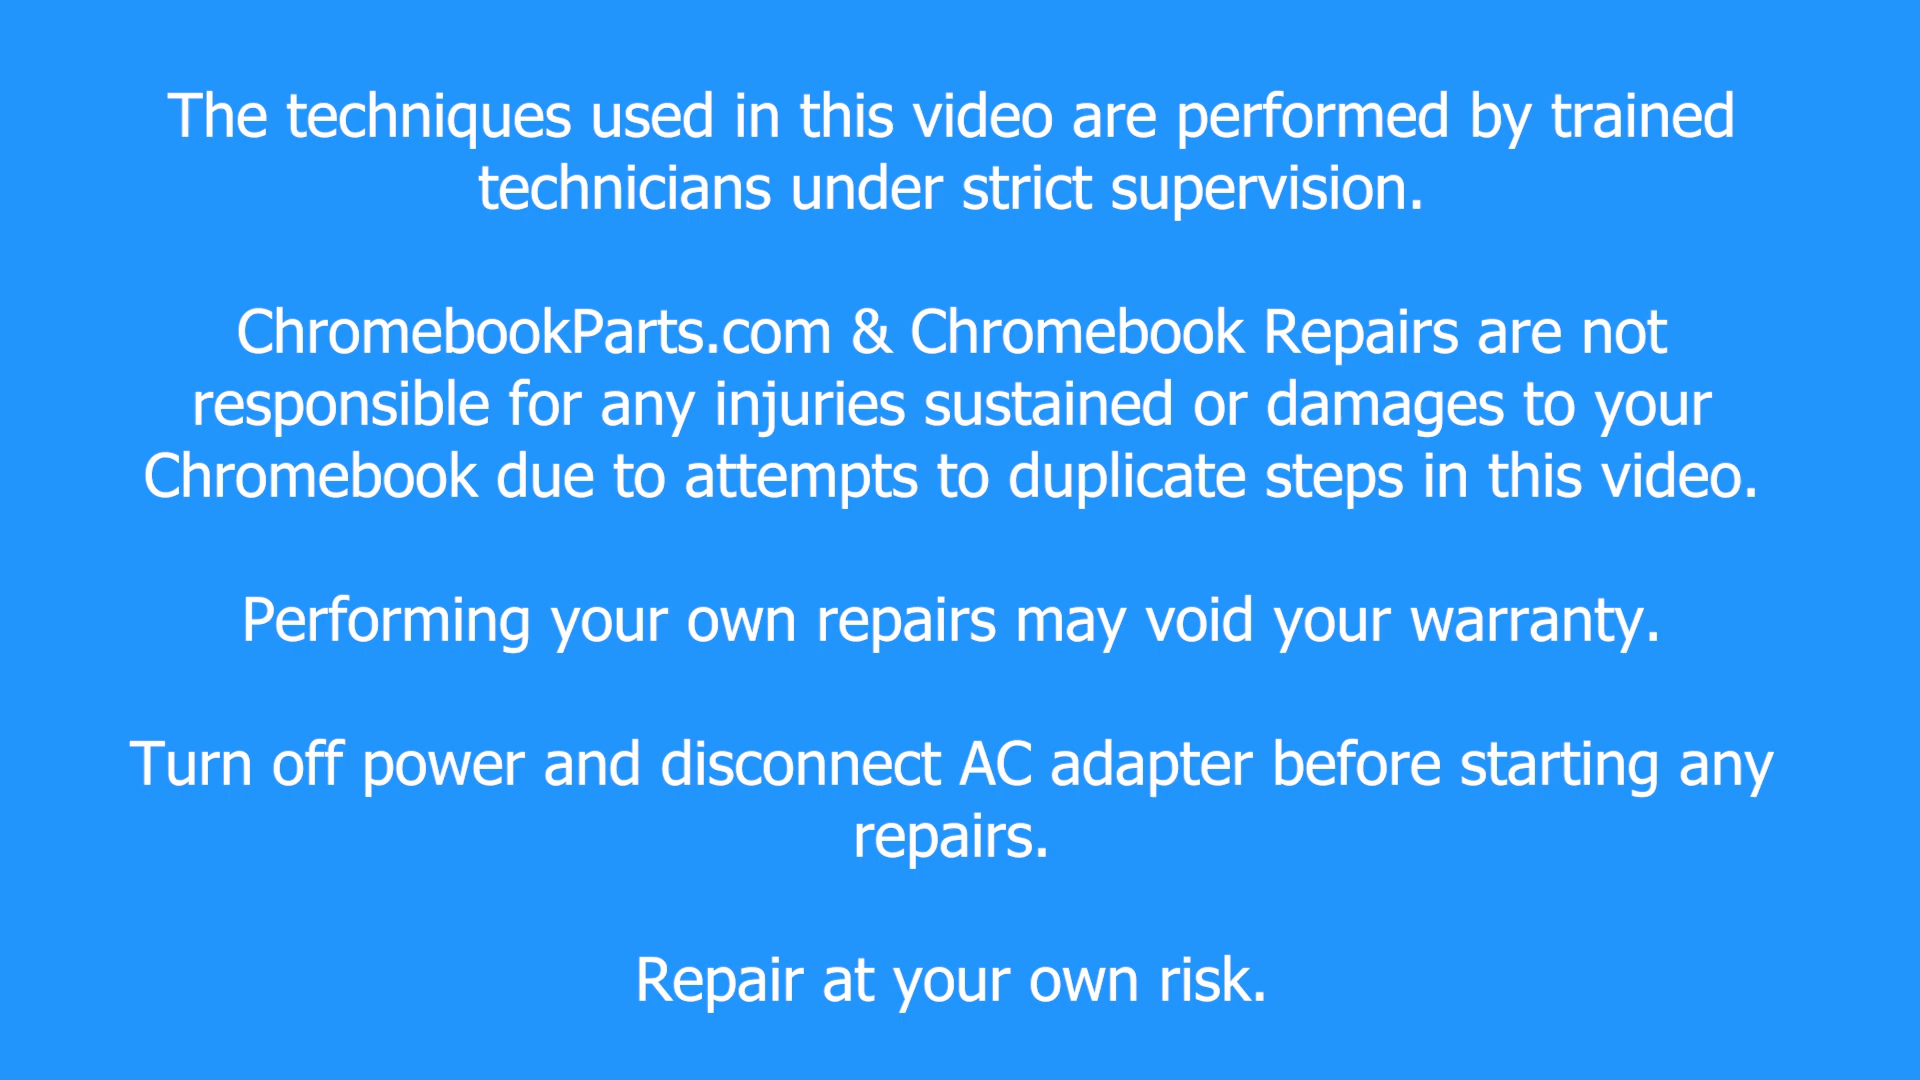 The techniques used in this video are performed by trained
technicians under strict supervision.
ChromebookParts.com & Chromebook Repairs are not
responsible for any injuries sustained or damages to your
Chromebook due to attempts to duplicate steps in this video.
Performing your own repairs may void your warranty.
Turn off power and disconnect AC adapter before starting any
repairs.
Repair at your own risk.